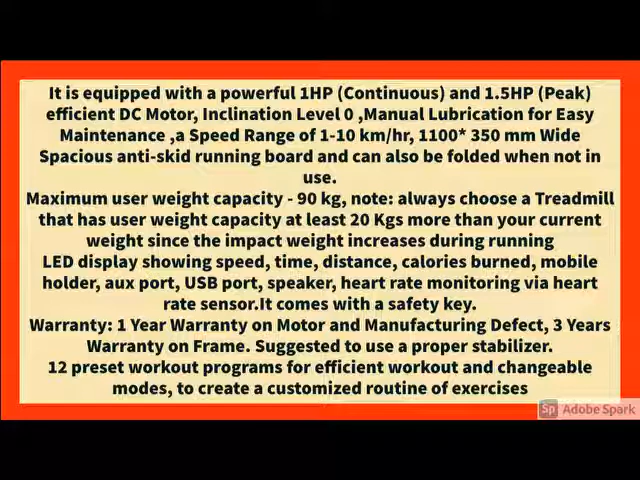 It is equipped with a powerful 1HP (Continuous) and 1.5HP (Peak)
efficient DC Motor, Inclination Level 0 ,Manual Lubrication for Easy
Maintenance ,a Speed Range of 1-10 km/hr, 1100* 350 mm Wide
Spacious anti-skid running board and can also be folded when not in
use.
Maximum user weight capacity - 90 kg, note: always choose a Treadmill
that has user weight capacity at least 20 Kgs more than your current
weight since the impact weight increases during running
LED display showing speed, time, distance, calories burned, mobile
holder, aux port, USB port, speaker, heart rate monitoring via heart
rate sensor.It comes with a safety key.
Warranty: 1 Year Warranty on Motor and Manufacturing Defect, 3 Years
Warranty on Frame. Suggested to use a proper stabilizer.
12 preset workout programs for efficient workout and changeable
modes, to create a customized routine of exercises
Sp Adobe Spark